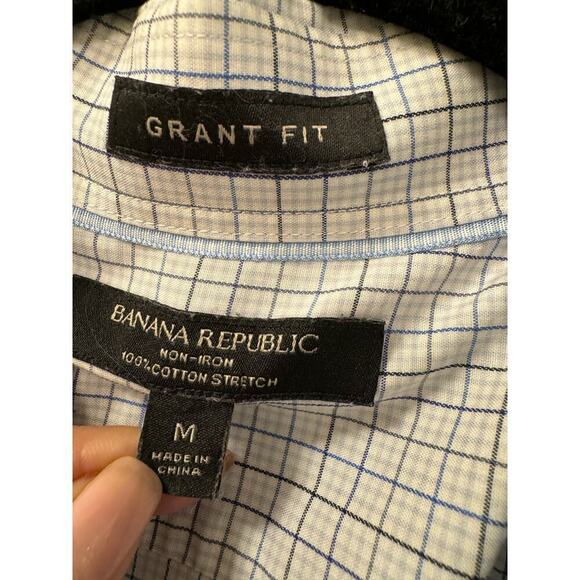 GRANT FIT
BANANA REPUBLIC
NON-IRON
100% COTTON STRETCH
M
MADE IN
CHINA